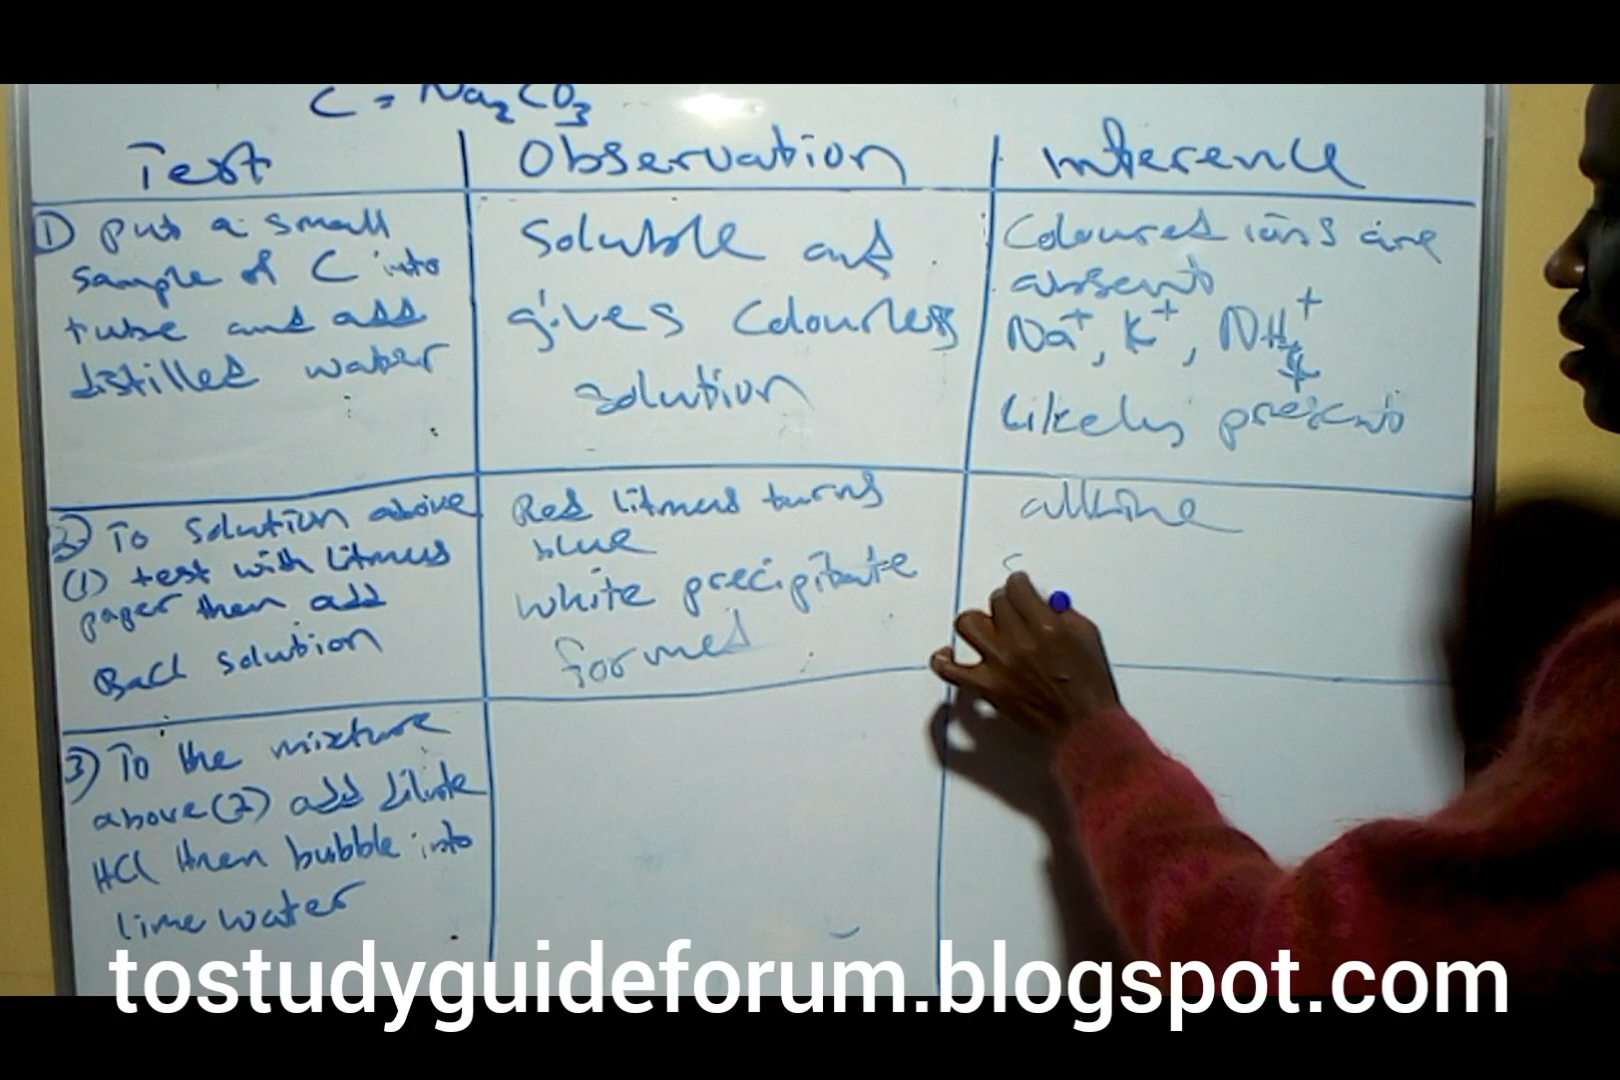 C = Na2CO3
Test
Observation
Inference
1) put a small
sample of C into
tube and add
distilled water
Soluble and
gives colourless
solution
Coloured ions are
absent
Na+, K+, NH4+
likely present
2) To solution above
(1) test with litmus
paper then add
BaCl solution
Red litmus turns
blue
white precipitate
formed
3) To the mixture
above (2) add dilute
HCl then bubble into
lime water
tostudyguideforum.blogspot.com